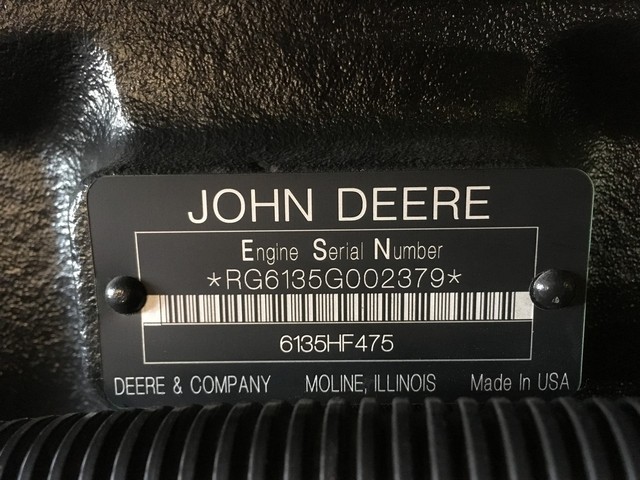 JOHN DEERE
Engine Serial Number
*RG6135G002379*
6135HF475
DEERE & COMPANY MOLINE, ILLINOIS Made In USA